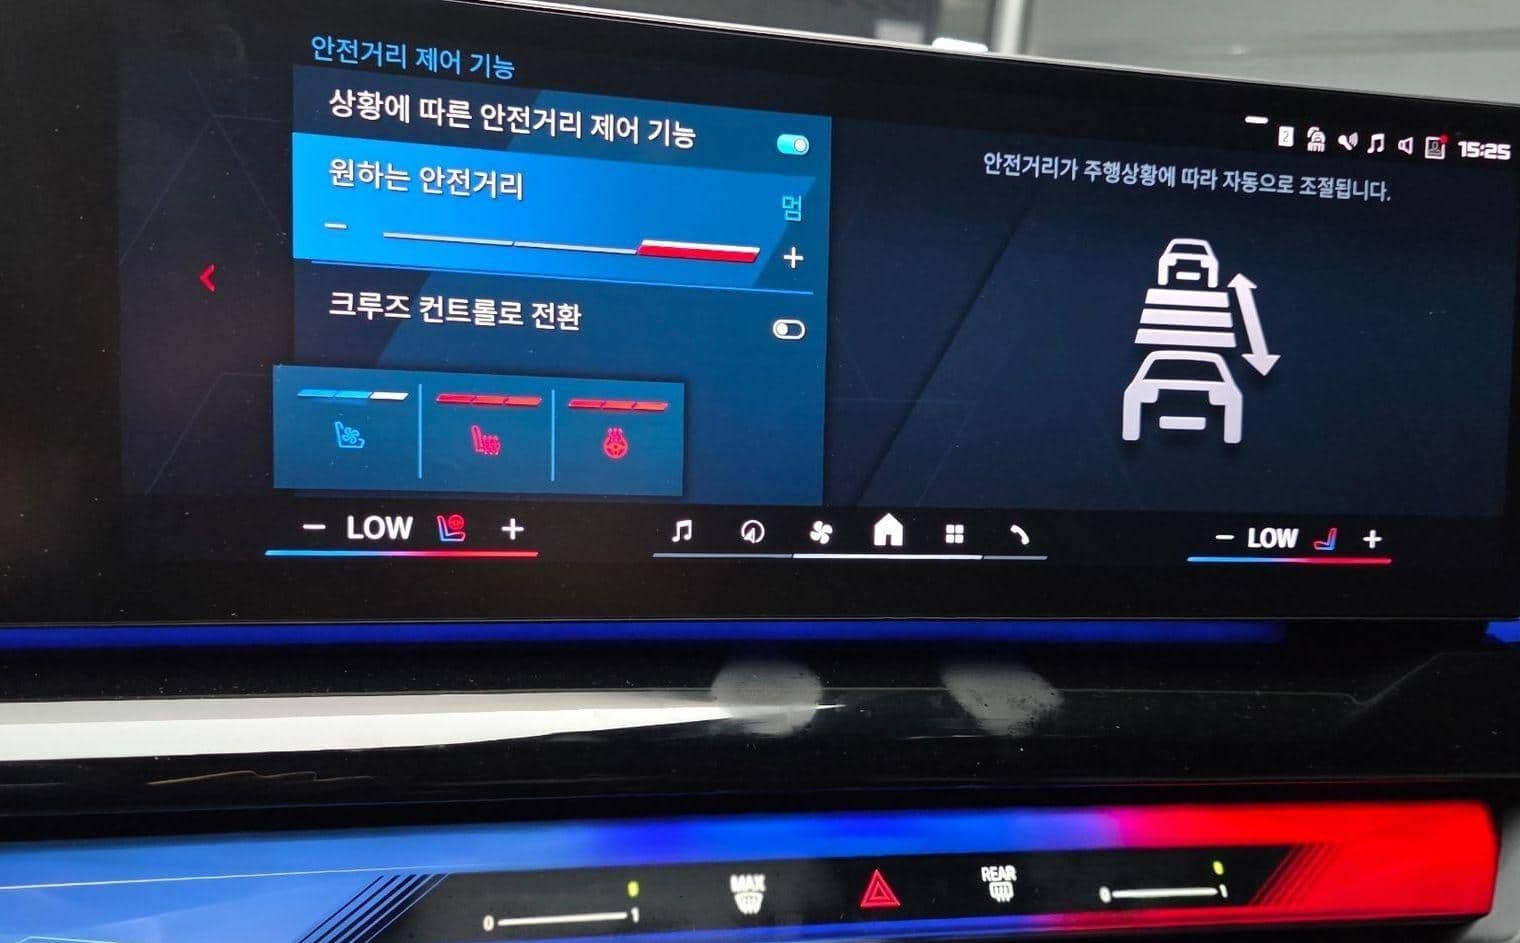 안전거리 제어 기능
상황에 따른 안전거리 제어 기능
원하는 안전거리
멈
− +
크루즈 컨트롤로 전환
2 15:25
안전거리가 주행상황에 따라 자동으로 조절됩니다.
− LOW +
− LOW +
0 1
MAX
REAR
0 1